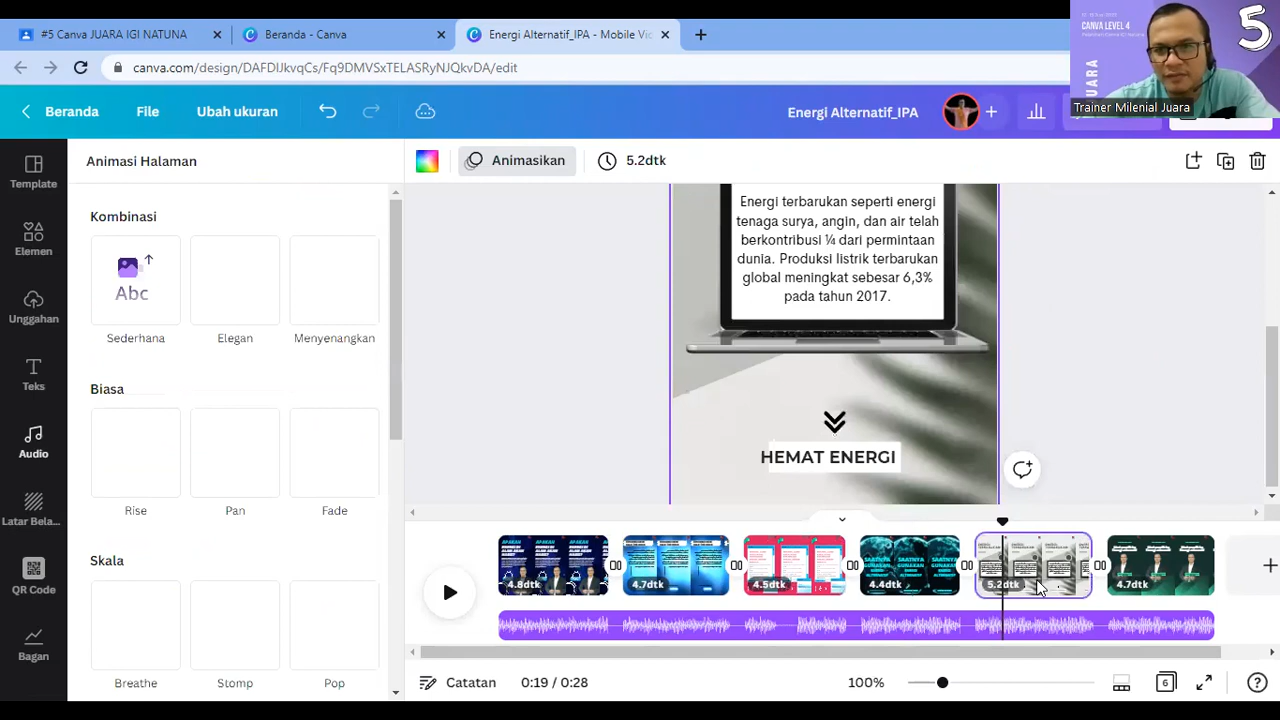 #5 Canva JUARA IGI NATUNA
Beranda - Canva
Energi Alternatif_IPA - Mobile Vic
canva.com/design/DAFDIJkvqCs/Fq9DMVSxTELASRyNJQkvDA/edit
CANVA LEVEL 4
5
Trainer Milenial Juara
Beranda
File
Ubah ukuran
Energi Alternatif_IPA
Template
Elemen
Unggahan
Teks
Audio
Latar Bela...
QR Code
Bagan
Animasi Halaman
Kombinasi
Abc
Sederhana
Elegan
Menyenangkan
Biasa
Rise
Pan
Fade
Skala
Breathe
Stomp
Pop
Animasikan
5.2dtk
Energi terbarukan seperti energi
tenaga surya, angin, dan air telah
berkontribusi ¼ dari permintaan
dunia. Produksi listrik terbarukan
global meningkat sebesar 6,3%
pada tahun 2017.
HEMAT ENERGI
4.8dtk
4.7dtk
4.5dtk
4.4dtk
5.2dtk
4.7dtk
Catatan
0:19 / 0:28
100%
6